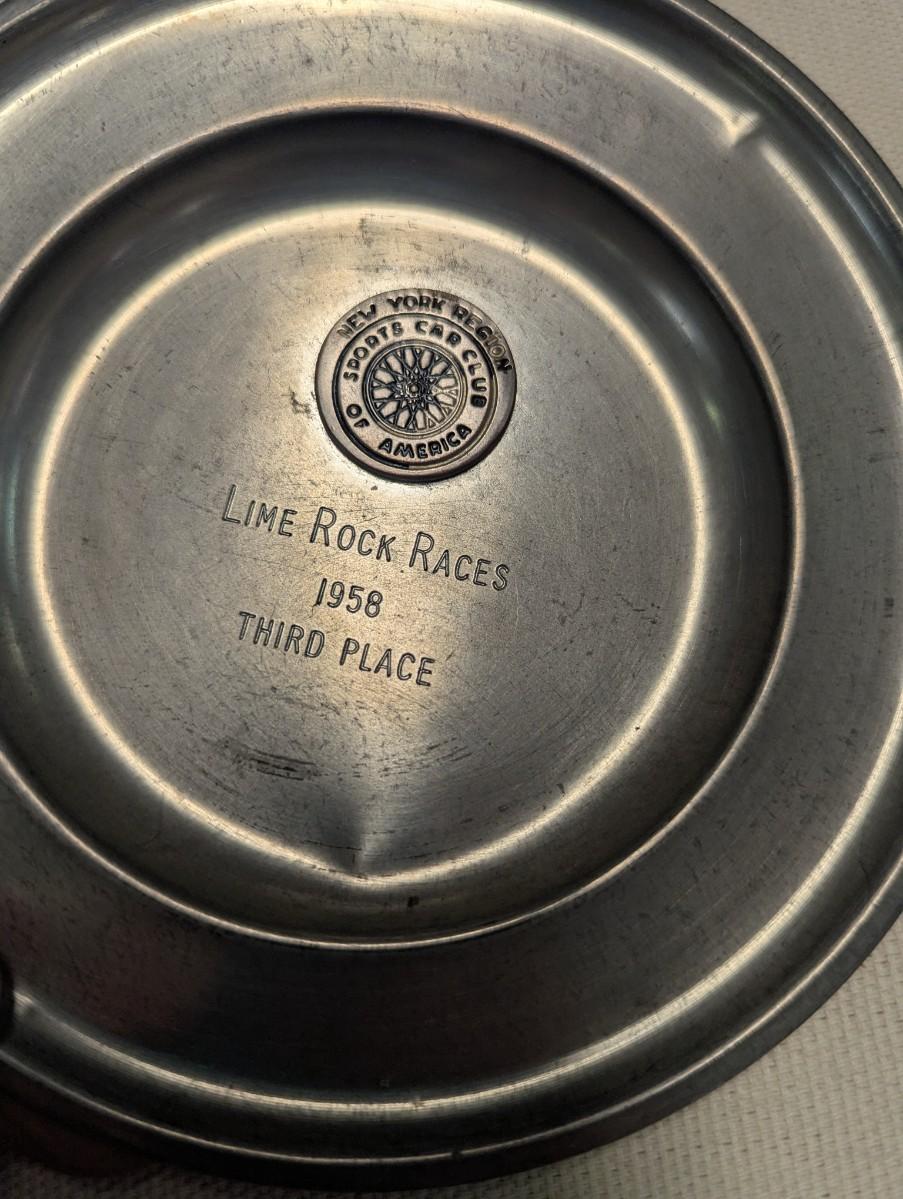 NEW YORK REGION
SPORTS CAR CLUB
OF AMERICA
LIME ROCK RACES
1958
THIRD PLACE